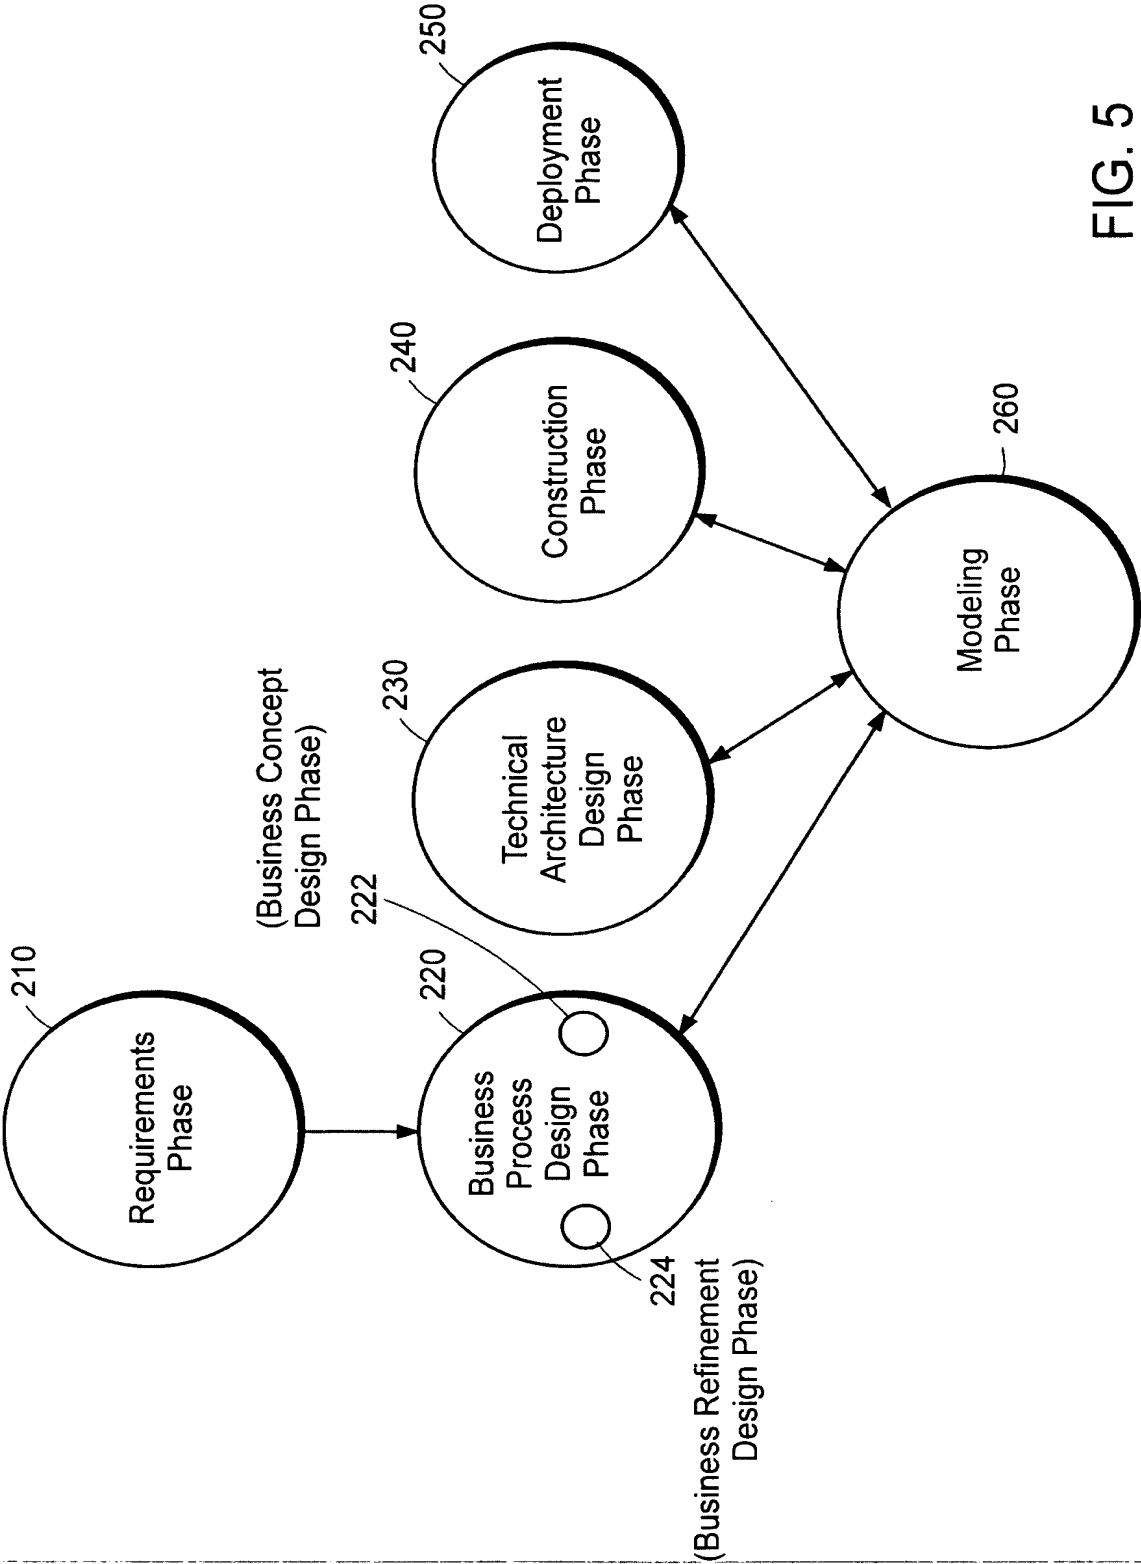 210
Requirements
Phase
(Business Concept
Design Phase)
222
220
Business
Process
Design
Phase
224
(Business Refinement
Design Phase)
230
Technical
Architecture
Design
Phase
240
Construction
Phase
250
Deployment
Phase
260
Modeling
Phase
FIG. 5